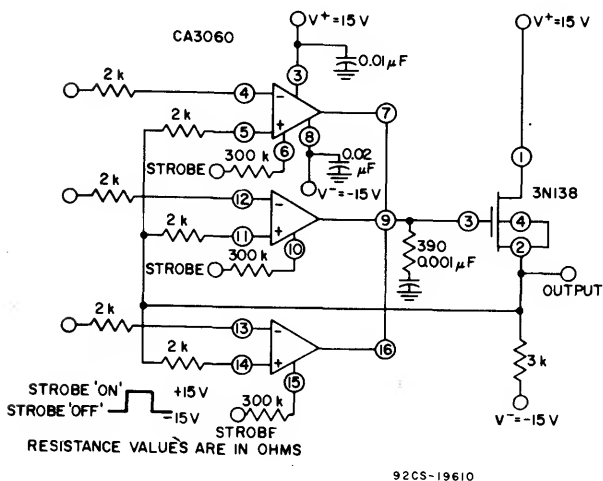 V+=15 V
V+=15 V
CA3060
0.01 μF
2 k
4
3
−
7
2 k
5
+
6
8
1
300 k
STROBE
0.02 μF
V-=-15 V
3N138
2 k
12
−
9
3
4
2
2 k
11
+
10
390
0.001 μF
300 k
STROBE
OUTPUT
2 k
13
−
16
3 k
2 k
14
+
15
STROBE 'ON'
+15 V
STROBE 'OFF'
-15 V
300 k
STROBE
V-=-15 V
RESISTANCE VALUES ARE IN OHMS
92CS-19610